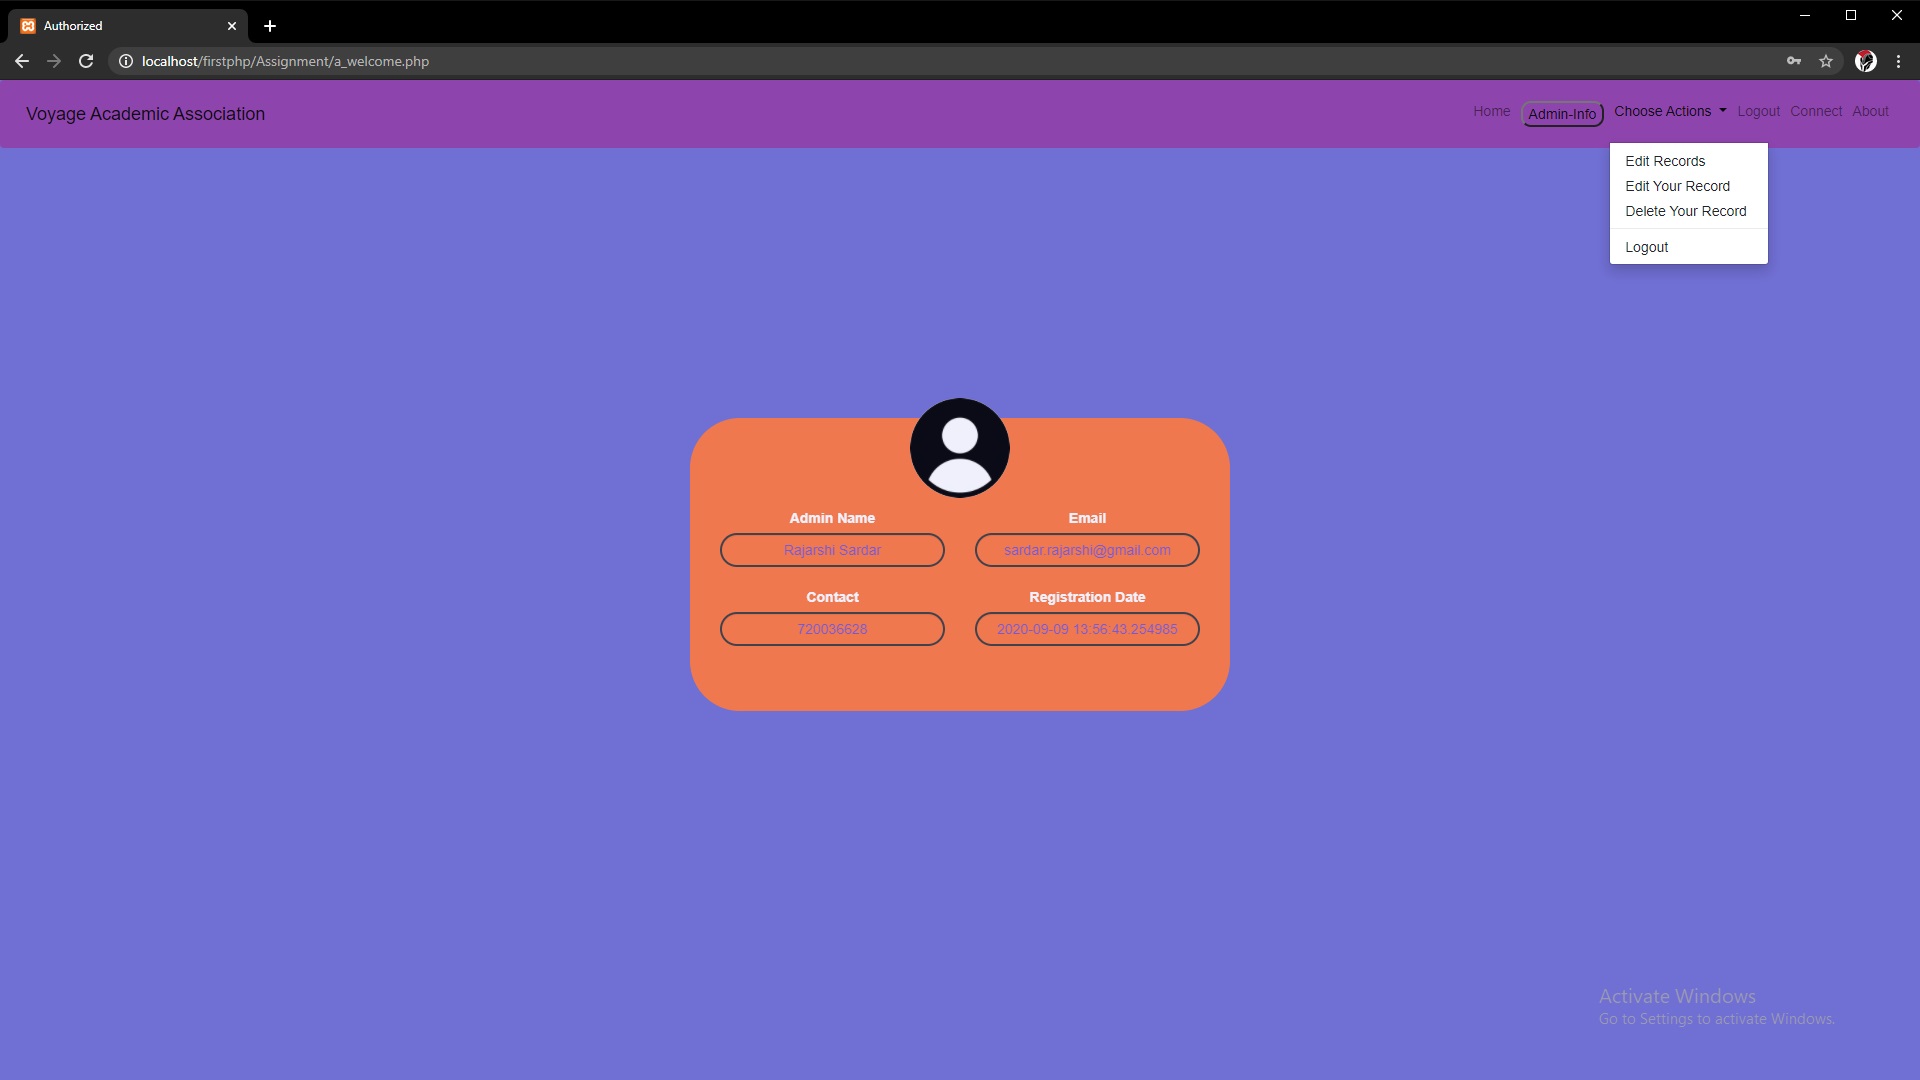 Authorized
localhost/firstphp/Assignment/a_welcome.php
Voyage Academic Association
Home Admin-Info Choose Actions Logout Connect About
Edit Records
Edit Your Record
Delete Your Record
Logout
Admin Name Email
Rajarshi Sardar sardar.rajarshi@gmail.com
Contact Registration Date
720036628 2020-09-09 13:56:43.254985
Activate Windows
Go to Settings to activate Windows.